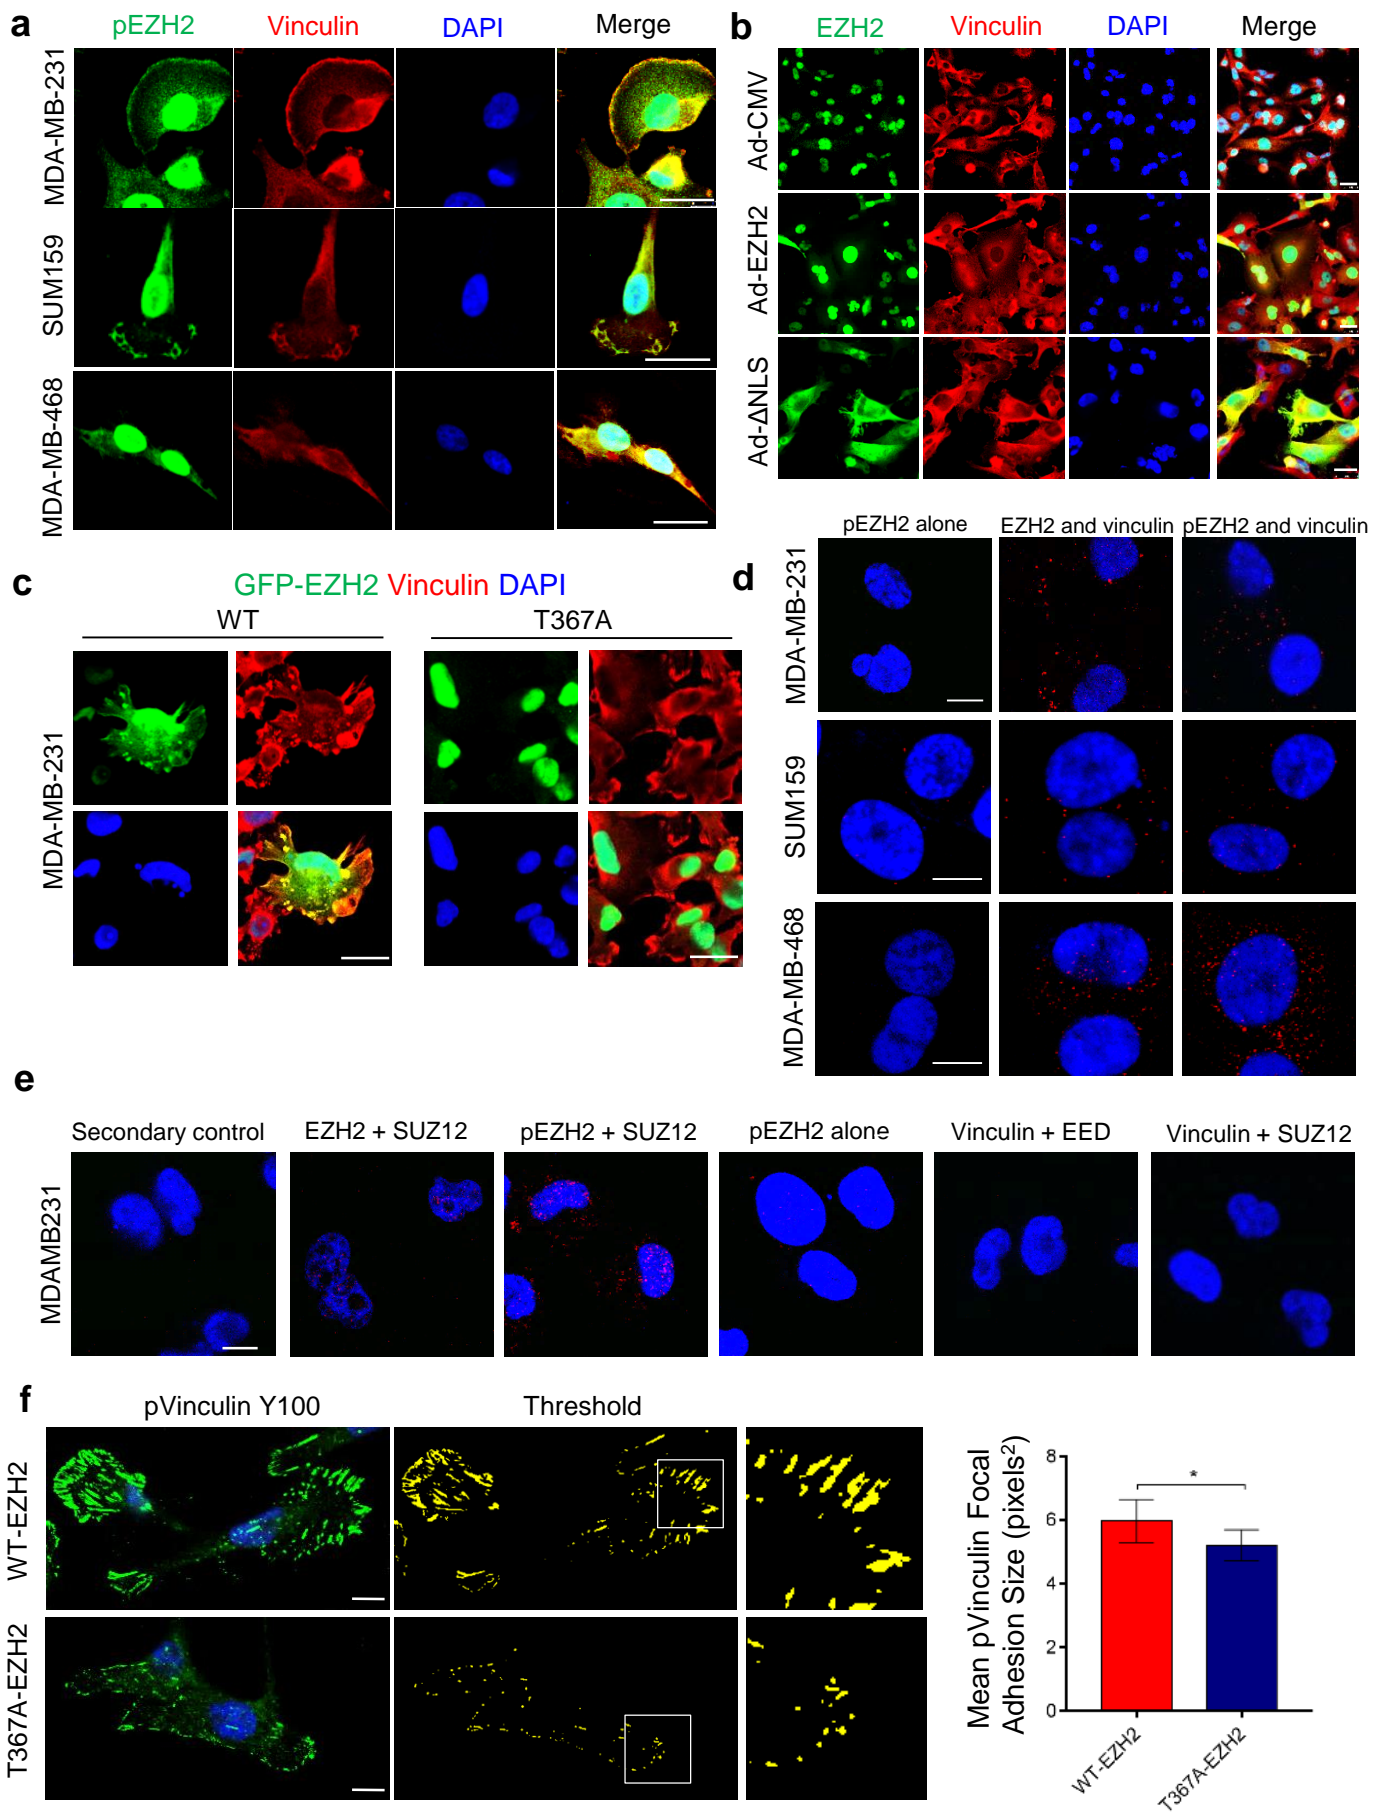 a
pEZH2 Vinculin DAPI Merge
MDA-MB-231
SUM159
MDA-MB-468
b
EZH2 Vinculin DAPI Merge
Ad-CMV
Ad-EZH2
Ad-ΔNLS
c
GFP-EZH2 Vinculin DAPI
WT T367A
MDA-MB-231
d
pEZH2 alone EZH2 and vinculin pEZH2 and vinculin
MDA-MB-231
SUM159
MDA-MB-468
e
Secondary control EZH2 + SUZ12 pEZH2 + SUZ12 pEZH2 alone Vinculin + EED Vinculin + SUZ12
MDAMB231
f
pVinculin Y100 Threshold
WT-EZH2
T367A-EZH2
Mean pVinculin Focal
Adhesion Size (pixels²)
8
6
4
2
0
*
WT-EZH2
T367A-EZH2